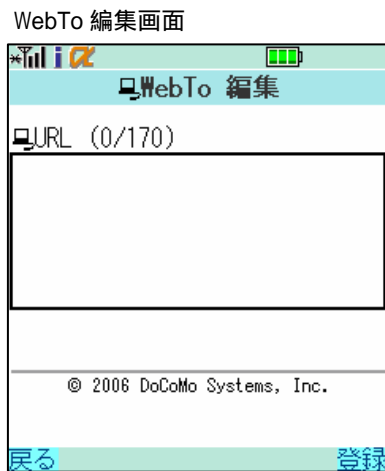 WebTo 編集画面
i α
WebTo 編集
URL (0/170)
© 2006 DoCoMo Systems, Inc.
戻る 登録